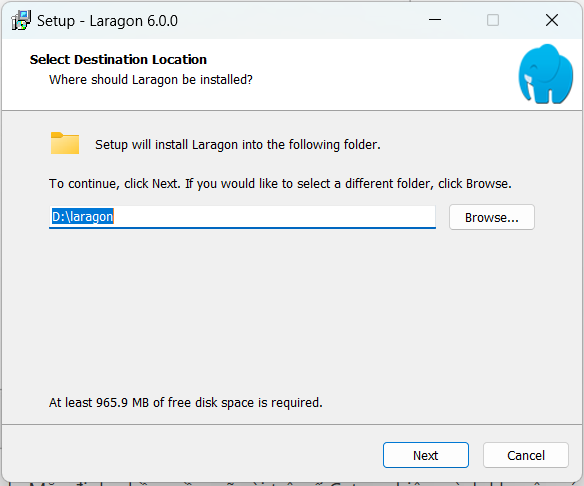 Setup - Laragon 6.0.0
Select Destination Location
Where should Laragon be installed?
Setup will install Laragon into the following folder.
To continue, click Next. If you would like to select a different folder, click Browse.
D:\laragon
Browse...
At least 965.9 MB of free disk space is required.
Next
Cancel